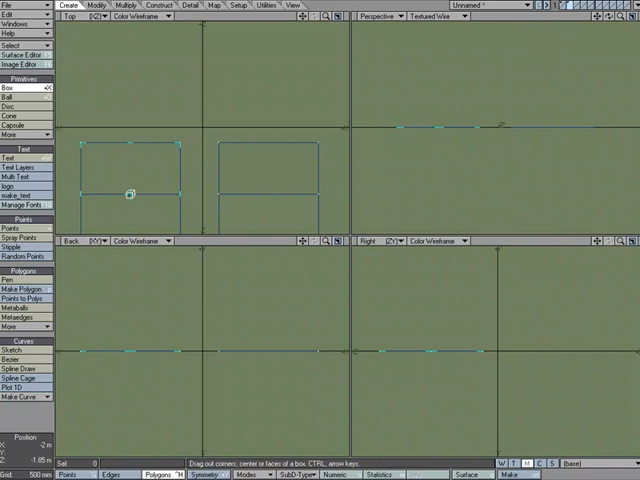 File Create Modify Multiply Construct Detail Map Setup Utilities View Unnamed * 1
Edit Top (XZ) Color Wireframe Perspective Textured Wire
Windows
Help
Select
Surface Editor
Image Editor
Primitives
Box
Ball
Disc
Cone
Capsule
More
Text
Text
Text Layers
Multi Text
logo
make_text
Manage Fonts
Points
Points
Spray Points
Stipple
Random Points
Back (XY) Color Wireframe Right (ZY) Color Wireframe
Polygons
Pen
Make Polygon
Points to Polys
Metaballs
Metaedges
More
Curves
Sketch
Bezier
Spline Draw
Spline Cage
Plot 1D
Make Curve
Position
X: -2 m
Y:
Z: -1.85 m
Sel: 0 Drag out corners, center or faces of a box. CTRL, arrow keys. W T M C S (base)
Grid: 500 mm Points Edges Polygons ^H Symmetry Modes SubD-Type Numeric Statistics Surface Make